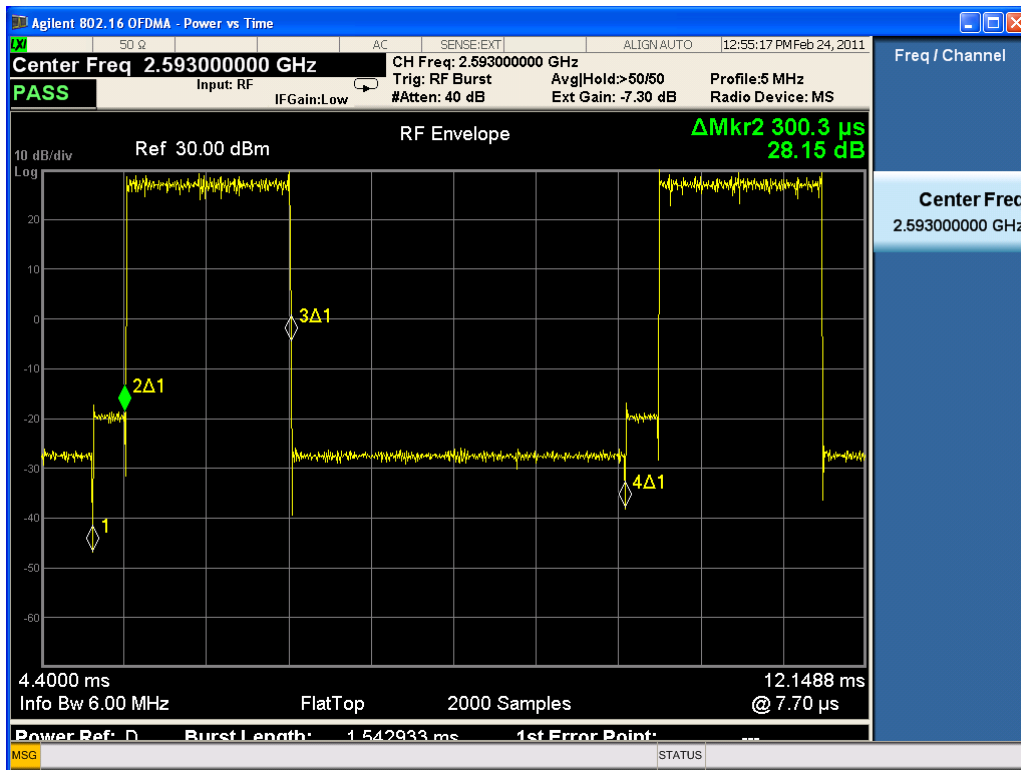 Agilent 802.16 OFDMA - Power vs Time
LXI 50 Ω AC SENSE:EXT ALIGN AUTO 12:55:17 PM Feb 24, 2011
Center Freq 2.593000000 GHz
PASS
Input: RF
IFGain:Low
CH Freq: 2.593000000 GHz
Trig: RF Burst
#Atten: 40 dB
Avg|Hold:>50/50
Ext Gain: -7.30 dB
Profile:5 MHz
Radio Device: MS
Freq / Channel
Center Freq
2.593000000 GHz
ΔMkr2 300.3 µs
28.15 dB
RF Envelope
10 dB/div
Log
Ref 30.00 dBm
20
10
0
-10
-20
-30
-40
-50
-60
1
2Δ1
3Δ1
4Δ1
4.4000 ms
12.1488 ms
Info Bw 6.00 MHz FlatTop 2000 Samples @ 7.70 µs
Power Ref: D Burst Length: 1.542933 ms 1st Error Point: ---
MSG STATUS